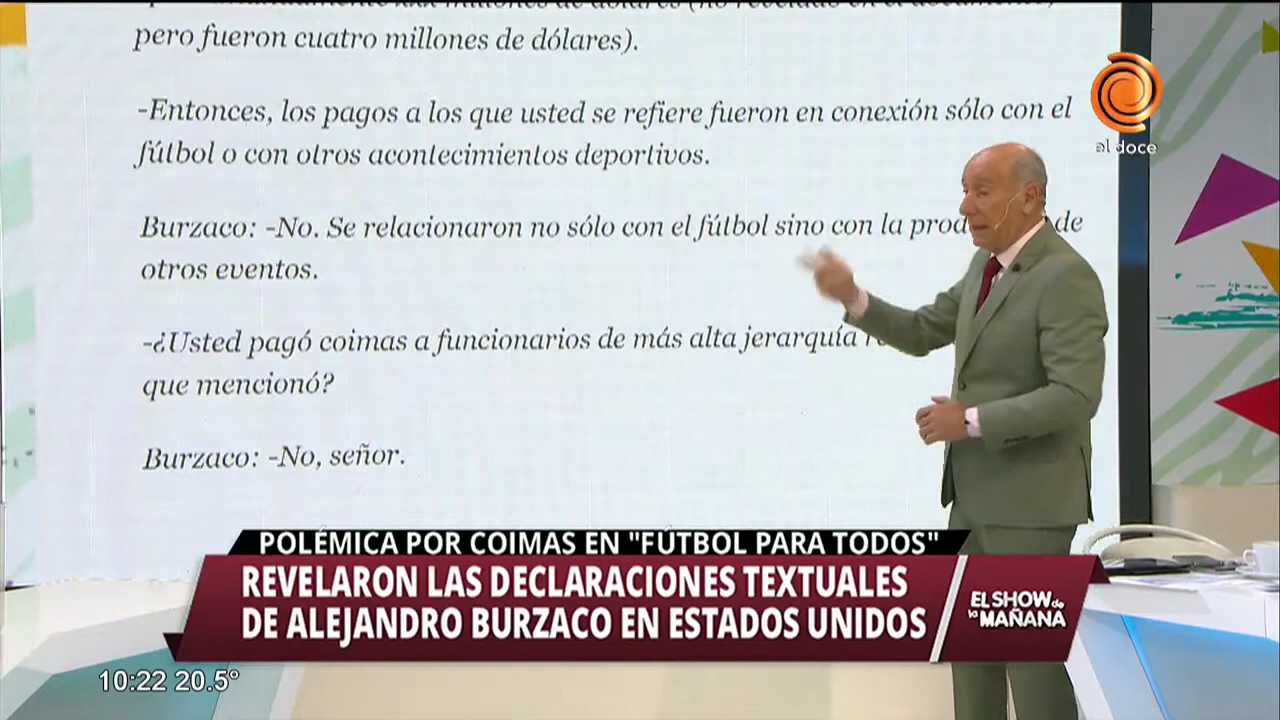 pero fueron cuatro millones de dólares).
-Entonces, los pagos a los que usted se refiere fueron en conexión sólo con el
fútbol o con otros acontecimientos deportivos.
Burzaco: -No. Se relacionaron no sólo con el fútbol sino con la de
otros eventos.
-¿Usted pagó coimas a funcionarios de más alta jerarquía
que mencionó?
Burzaco: -No, señor.
el doce
POLÉMICA POR COIMAS EN "FÚTBOL PARA TODOS"
REVELARON LAS DECLARACIONES TEXTUALES
DE ALEJANDRO BURZACO EN ESTADOS UNIDOS
EL SHOW de
la MAÑANA
10:22 20.5°